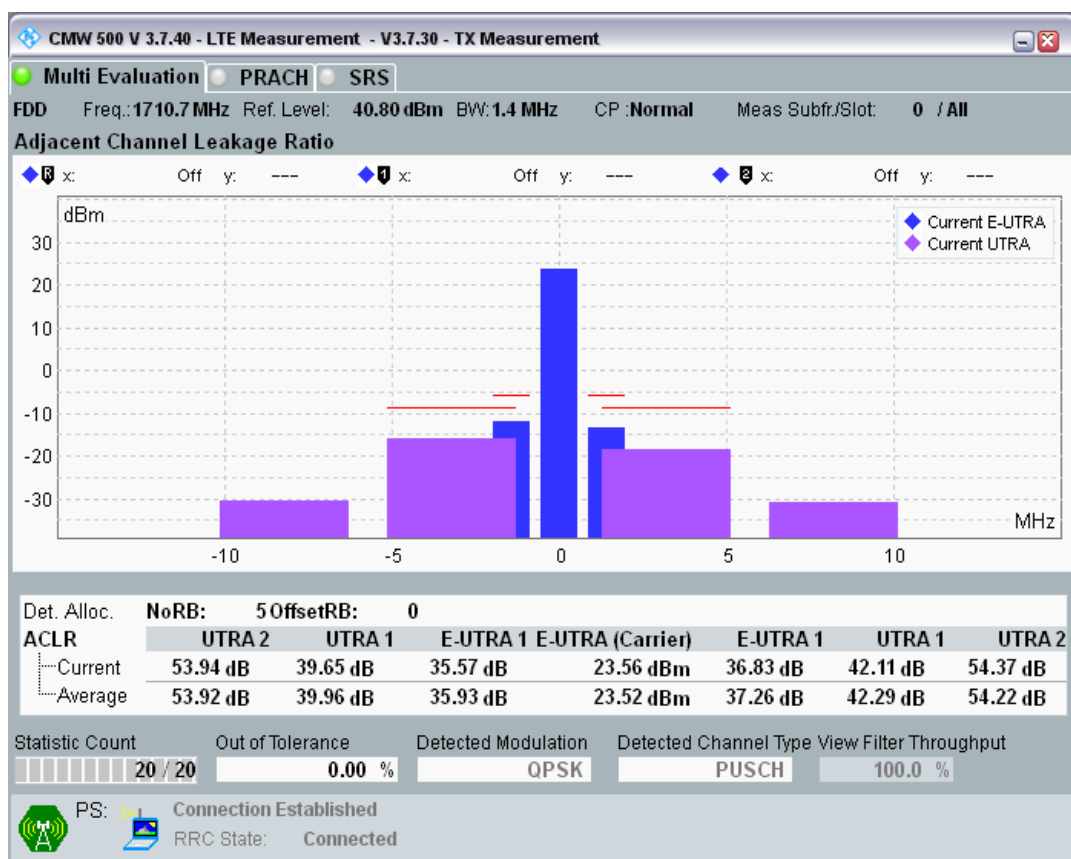 CMW 500 V 3.7.40 - LTE Measurement - V3.7.30 - TX Measurement
Multi Evaluation PRACH SRS
FDD Freq.: 1710.7 MHz Ref. Level: 40.80 dBm BW: 1.4 MHz CP :Normal Meas Subfr./Slot: 0 / All
Adjacent Channel Leakage Ratio
R x: Off y: --- 1 x: Off y: --- 2 x: Off y: ---
dBm
Current E-UTRA
Current UTRA
30
20
10
0
-10
-20
-30
MHz
-10 -5 0 5 10
Det. Alloc. NoRB: 5 OffsetRB: 0
ACLR UTRA 2 UTRA 1 E-UTRA 1 E-UTRA (Carrier) E-UTRA 1 UTRA 1 UTRA 2
Current 53.94 dB 39.65 dB 35.57 dB 23.56 dBm 36.83 dB 42.11 dB 54.37 dB
Average 53.92 dB 39.96 dB 35.93 dB 23.52 dBm 37.26 dB 42.29 dB 54.22 dB
Statistic Count Out of Tolerance Detected Modulation Detected Channel Type View Filter Throughput
20 / 20 0.00 % QPSK PUSCH 100.0 %
PS: Connection Established
RRC State: Connected